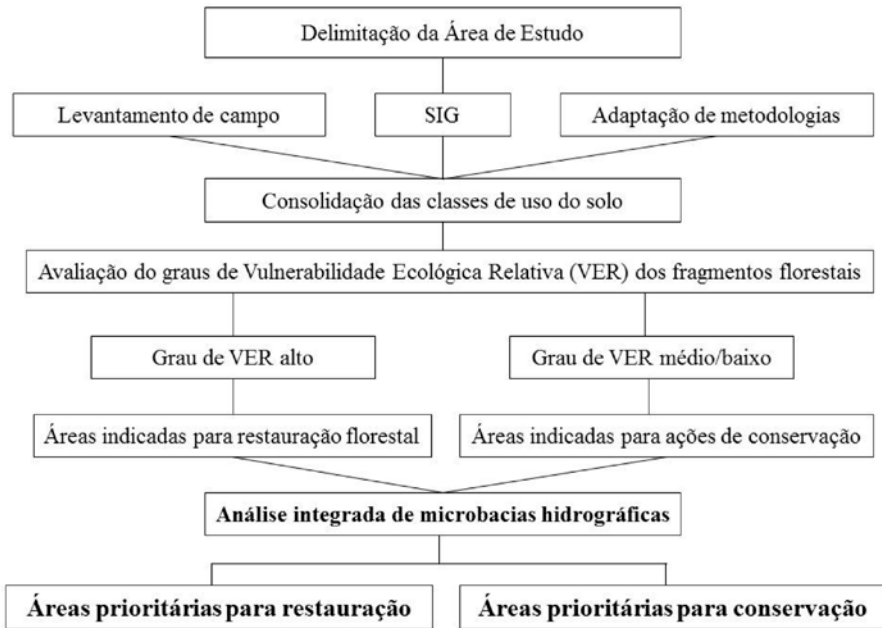 Delimitação da Área de Estudo
Levantamento de campo
SIG
Adaptação de metodologias
Consolidação das classes de uso do solo
Avaliação do graus de Vulnerabilidade Ecológica Relativa (VER) dos fragmentos florestais
Grau de VER alto
Grau de VER médio/baixo
Áreas indicadas para restauração florestal
Áreas indicadas para ações de conservação
Análise integrada de microbacias hidrográficas
Áreas prioritárias para restauração
Áreas prioritárias para conservação